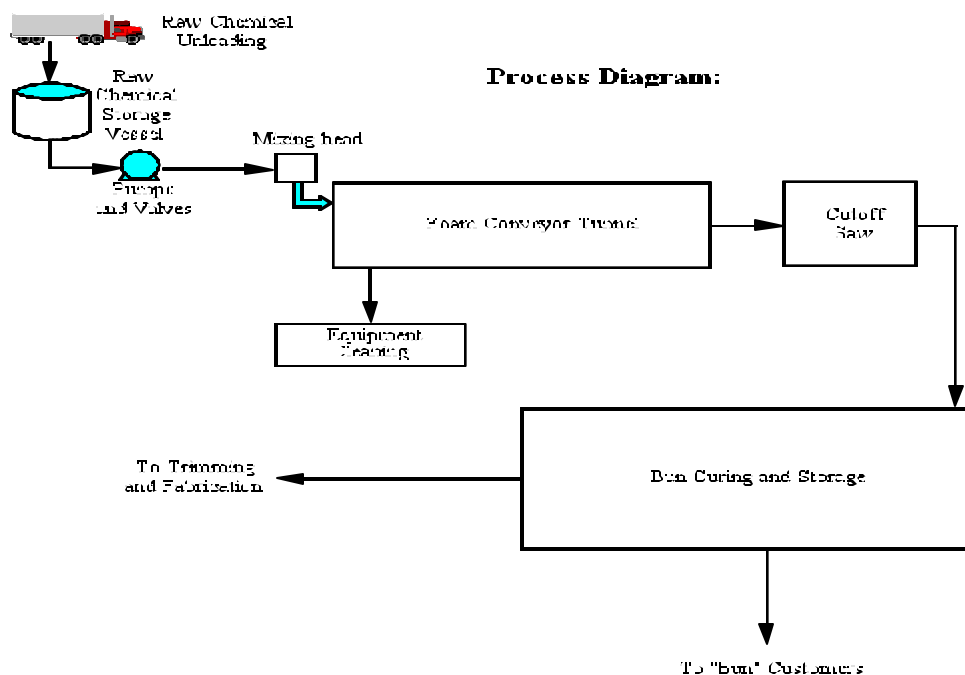 Raw Chemical
Unloading
Process Diagram:
Raw
Chemical
Storage
Vessel
Mixing head
Pumps
and Valves
Foam Conveyor Tunnel
Cutoff
Saw
Equipment
Cleaning
To Trimming
and Fabrication
Bun Curing and Storage
To "Bun" Customers